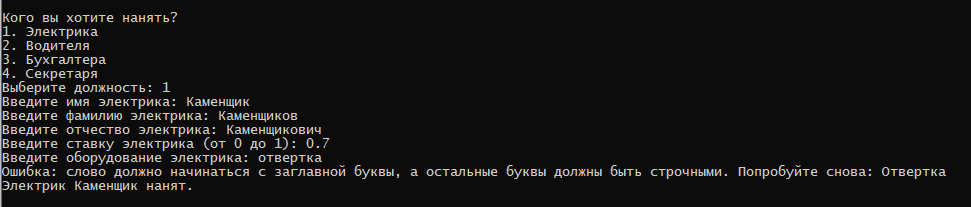 Кого вы хотите нанять?
1. Электрика
2. Водителя
3. Бухгалтера
4. Секретаря
Выберите должность: 1
Введите имя электрика: Каменщик
Введите фамилию электрика: Каменщиков
Введите отчество электрика: Каменщикович
Введите ставку электрика (от 0 до 1): 0.7
Введите оборудование электрика: отвертка
Ошибка: слово должно начинаться с заглавной буквы, а остальные буквы должны быть строчными. Попробуйте снова: Отвертка
Электрик Каменщик нанят.